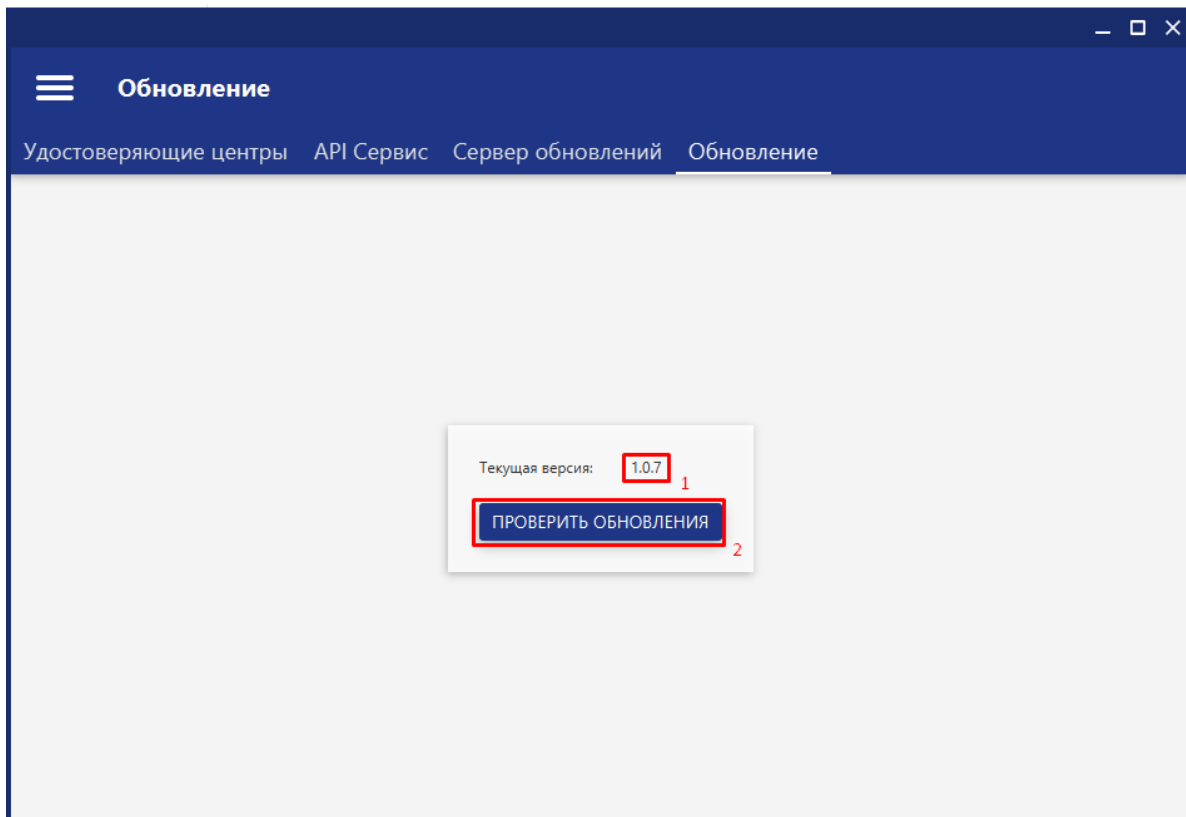 Обновление
Удостоверяющие центры API Сервис Сервер обновлений Обновление
Текущая версия: 1.0.7
1
ПРОВЕРИТЬ ОБНОВЛЕНИЯ
2